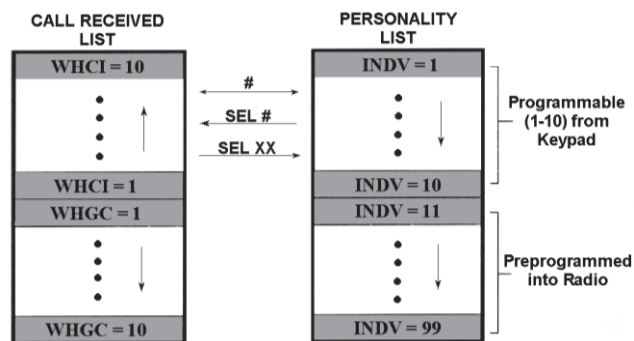 CALL RECEIVED
LIST
WHCI = 10
WHCI = 1
WHGC = 1
WHGC = 10
#
SEL #
SEL XX
PERSONALITY
LIST
INDV = 1
INDV = 10
INDV = 11
INDV = 99
Programmable
(1-10) from
Keypad
Preprogrammed
into Radio